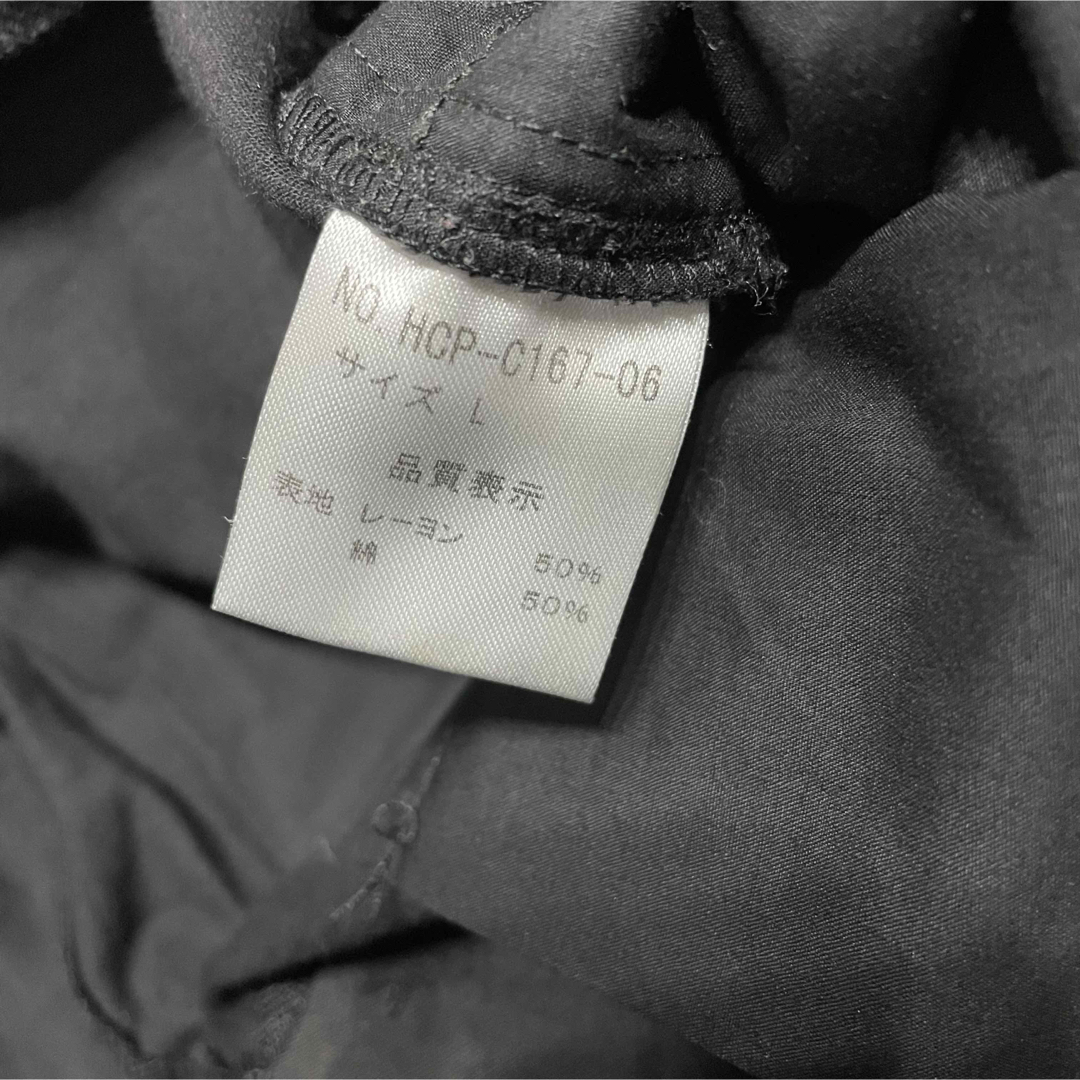 NO. HCP-C167-06
サイズ L
品質表示
表地 レーヨン 50%
綿 50%